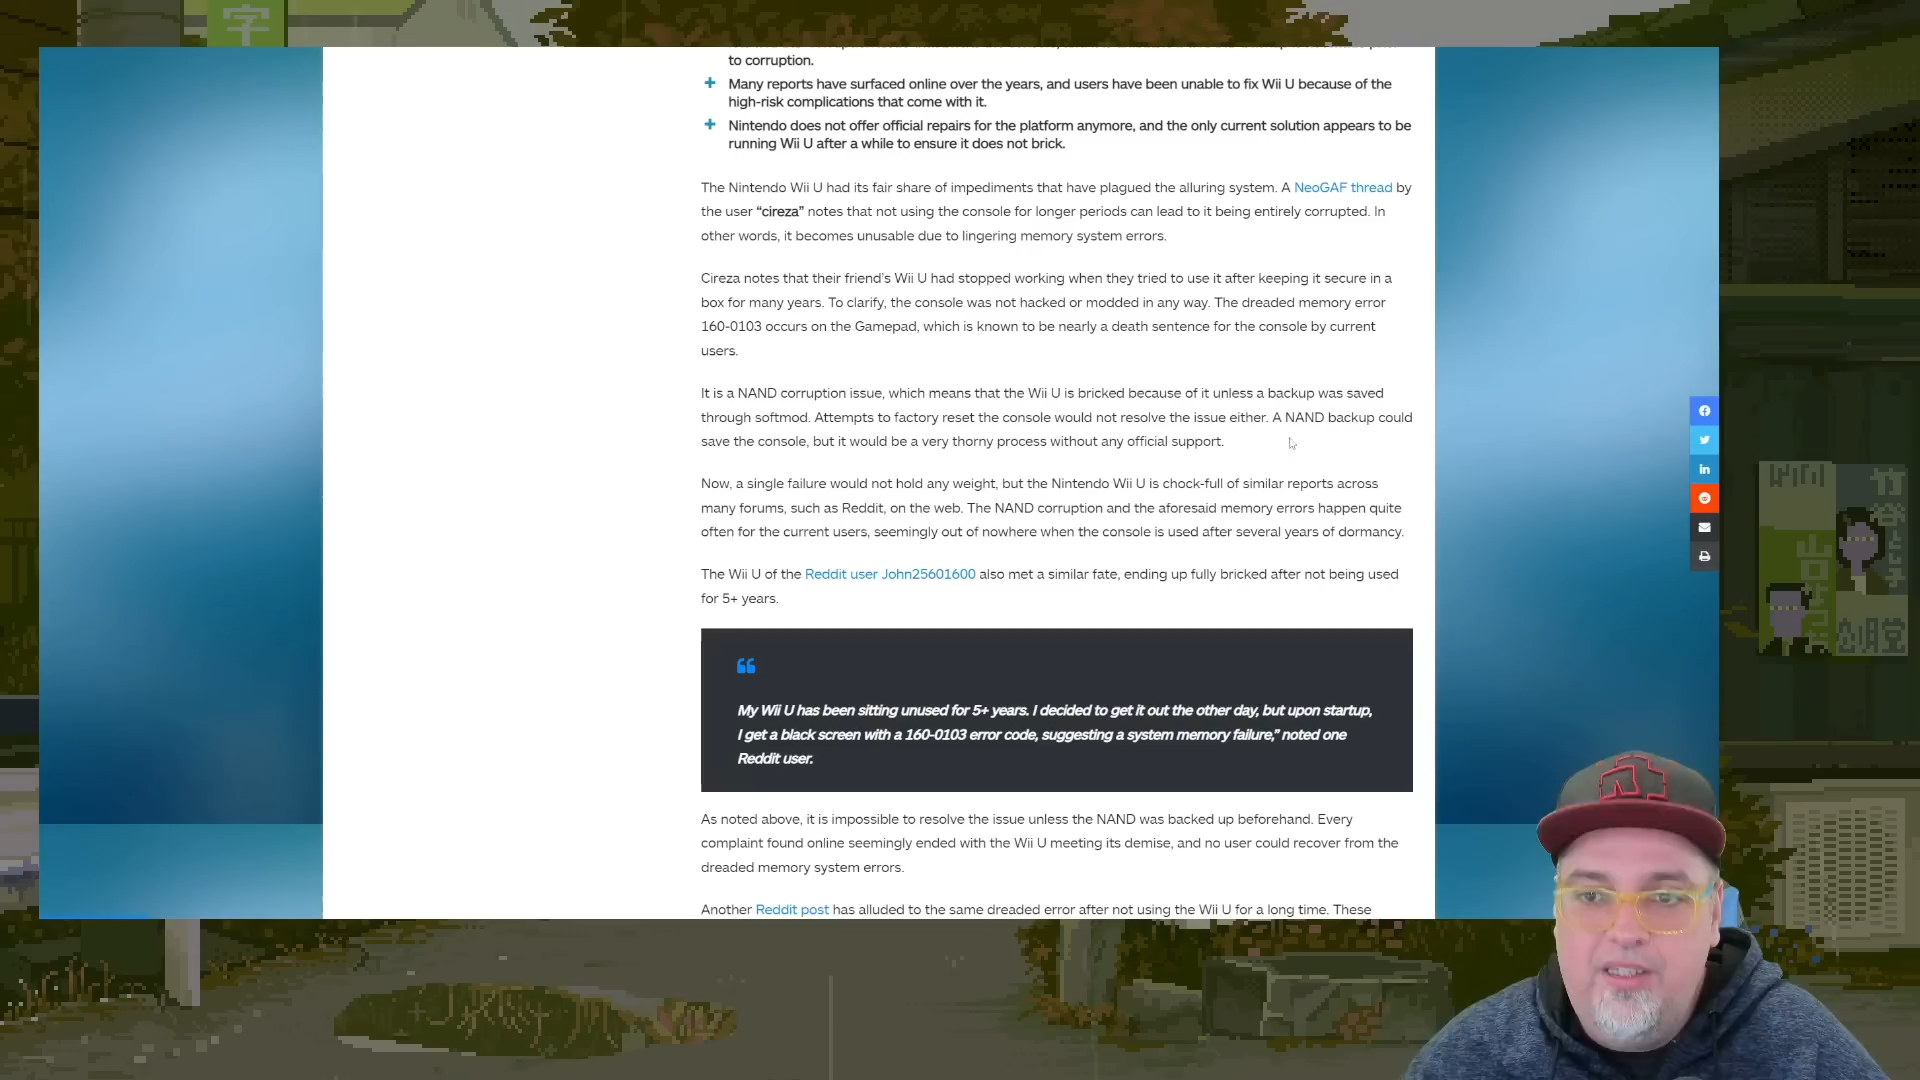 字
to corruption.
Many reports have surfaced online over the years, and users have been unable to fix Wii U because of the
high-risk complications that come with it.
Nintendo does not offer official repairs for the platform anymore, and the only current solution appears to be
running Wii U after a while to ensure it does not brick.
The Nintendo Wii U had its fair share of impediments that have plagued the alluring system. A NeoGAF thread by
the user “cireza” notes that not using the console for longer periods can lead to it being entirely corrupted. In
other words, it becomes unusable due to lingering memory system errors.
Cireza notes that their friend’s Wii U had stopped working when they tried to use it after keeping it secure in a
box for many years. To clarify, the console was not hacked or modded in any way. The dreaded memory error
160-0103 occurs on the Gamepad, which is known to be nearly a death sentence for the console by current
users.
It is a NAND corruption issue, which means that the Wii U is bricked because of it unless a backup was saved
through softmod. Attempts to factory reset the console would not resolve the issue either. A NAND backup could
save the console, but it would be a very thorny process without any official support.
Now, a single failure would not hold any weight, but the Nintendo Wii U is chock-full of similar reports across
many forums, such as Reddit, on the web. The NAND corruption and the aforesaid memory errors happen quite
often for the current users, seemingly out of nowhere when the console is used after several years of dormancy.
The Wii U of the Reddit user John25601600 also met a similar fate, ending up fully bricked after not being used
for 5+ years.
My Wii U has been sitting unused for 5+ years. I decided to get it out the other day, but upon startup,
I get a black screen with a 160-0103 error code, suggesting a system memory failure,” noted one
Reddit user.
As noted above, it is impossible to resolve the issue unless the NAND was backed up beforehand. Every
complaint found online seemingly ended with the Wii U meeting its demise, and no user could recover from the
dreaded memory system errors.
Another Reddit post has alluded to the same dreaded error after not using the Wii U for a long time. These